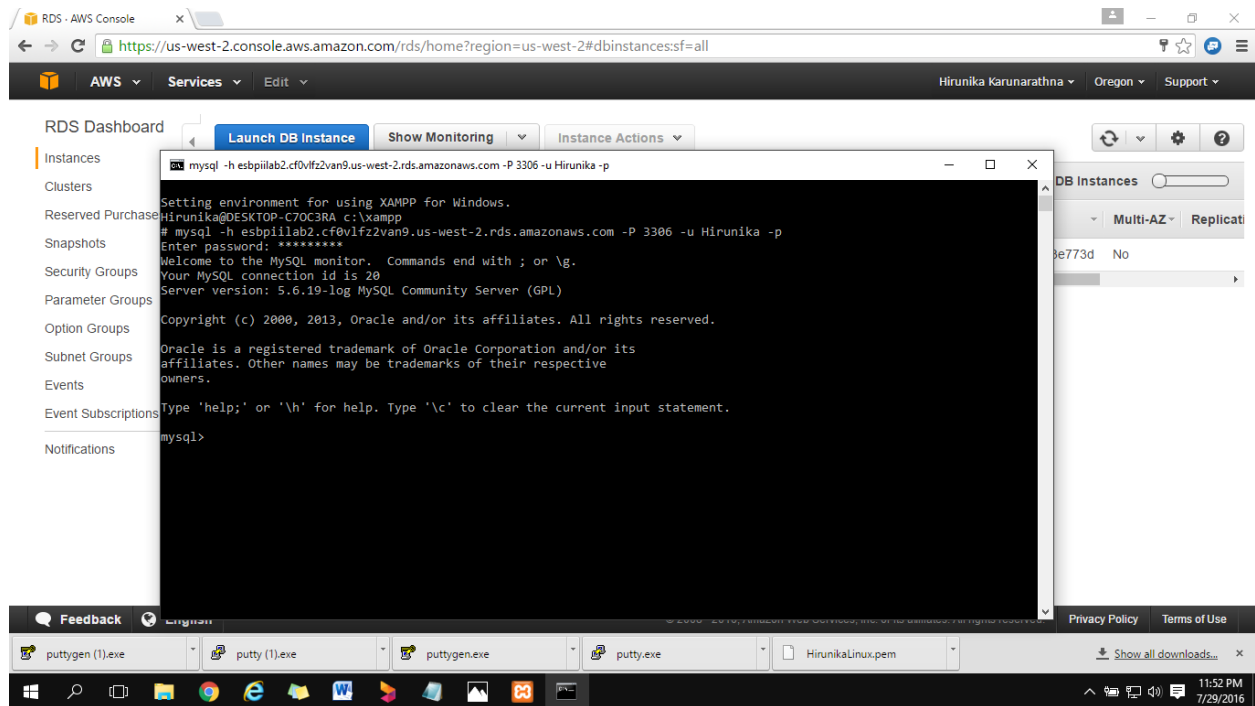 RDS · AWS Console
https://us-west-2.console.aws.amazon.com/rds/home?region=us-west-2#dbinstances:sf=all
AWS Services Edit Hirunika Karunarathna Oregon Support
RDS Dashboard
Launch DB Instance Show Monitoring Instance Actions
Instances
Clusters
Reserved Purchase
Snapshots
Security Groups
Parameter Groups
Option Groups
Subnet Groups
Events
Event Subscriptions
Notifications
DB Instances
Multi-AZ Replicati
3e773d No
mysql -h esbpiilab2.cf0vlfz2van9.us-west-2.rds.amazonaws.com -P 3306 -u Hirunika -p
Setting environment for using XAMPP for Windows.
Hirunika@DESKTOP-C7OC3RA c:\xampp
# mysql -h esbpiilab2.cf0vlfz2van9.us-west-2.rds.amazonaws.com -P 3306 -u Hirunika -p
Enter password: *********
Welcome to the MySQL monitor.  Commands end with ; or \g.
Your MySQL connection id is 20
Server version: 5.6.19-log MySQL Community Server (GPL)
Copyright (c) 2000, 2013, Oracle and/or its affiliates. All rights reserved.
Oracle is a registered trademark of Oracle Corporation and/or its
affiliates. Other names may be trademarks of their respective
owners.
Type 'help;' or '\h' for help. Type '\c' to clear the current input statement.
mysql>
Feedback English Privacy Policy Terms of Use
puttygen (1).exe putty (1).exe puttygen.exe putty.exe HirunikaLinux.pem Show all downloads...
11:52 PM
7/29/2016